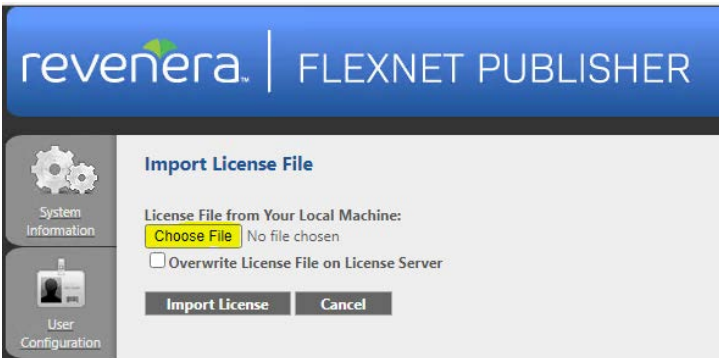 revenera™ | FLEXNET PUBLISHER
Import License File
System
Information
License File from Your Local Machine:
Choose File No file chosen
Overwrite License File on License Server
Import License Cancel
User
Configuration